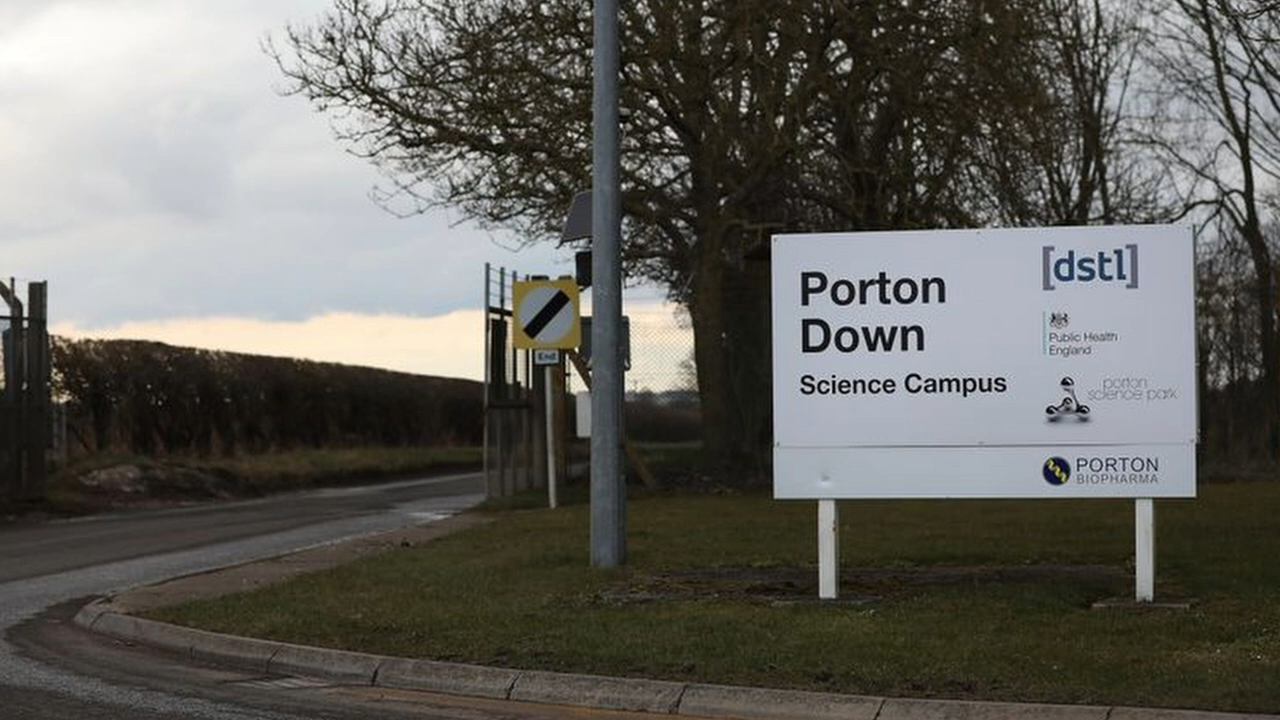 Porton
Down
Science Campus
[dstl]
Public Health
England
porton
science park
PORTON
BIOPHARMA
End